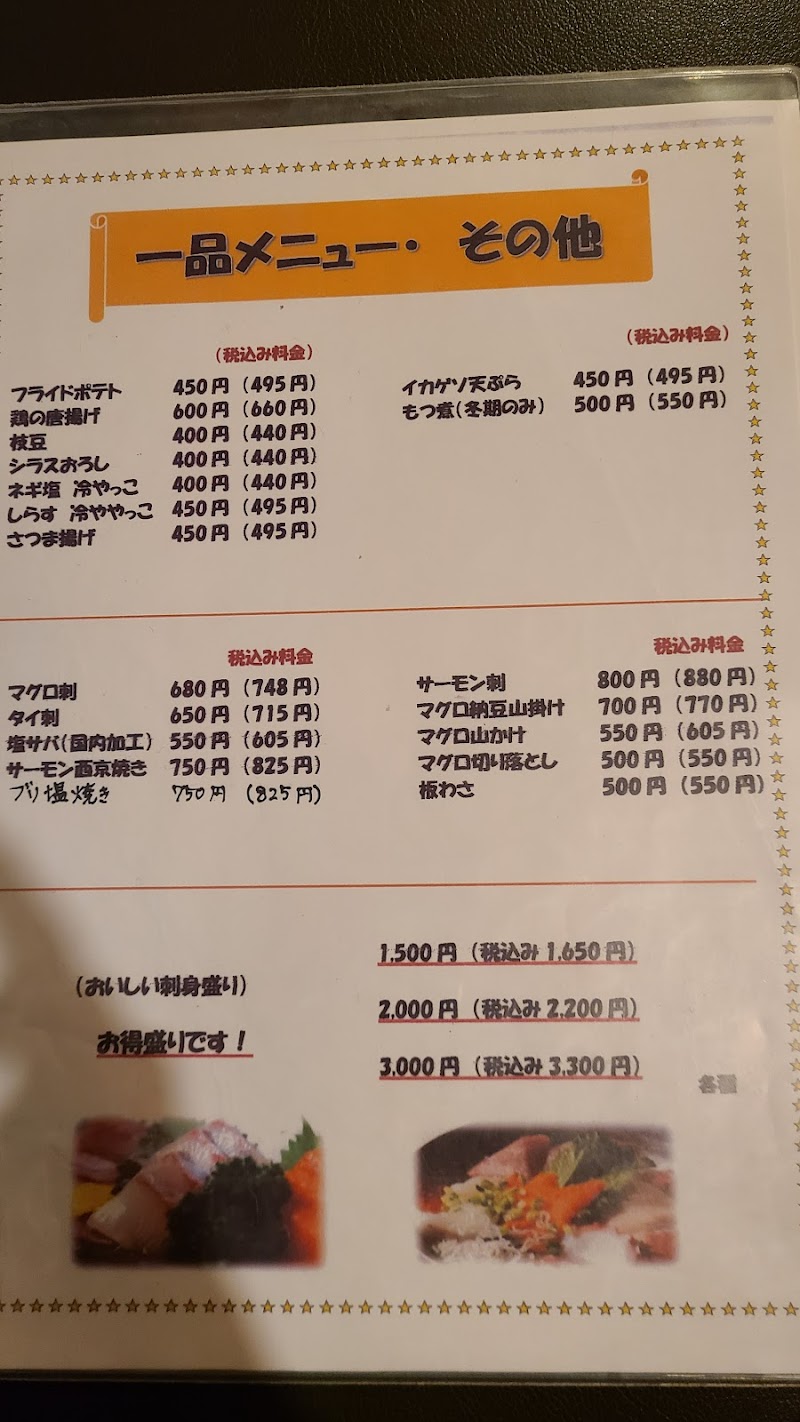 一品メニュー・ その他
（税込み料金）
フライドポテト 450円（495円）
鶏の唐揚げ 600円（660円）
枝豆 400円（440円）
シラスおろし 400円（440円）
ネギ塩 冷やっこ 400円（440円）
しらす 冷ややっこ 450円（495円）
さつま揚げ 450円（495円）
（税込み料金）
イカゲソ天ぷら 450円（495円）
もつ煮（冬期のみ） 500円（550円）
税込み料金
マグロ刺 680円（748円）
タイ刺 650円（715円）
塩サバ（国内加工） 550円（605円）
サーモン西京焼き 750円（825円）
ブリ塩焼き 750円（825円）
税込み料金
サーモン刺 800円（880円）
マグロ納豆山掛け 700円（770円）
マグロ山かけ 550円（605円）
マグロ切り落とし 500円（550円）
板わさ 500円（550円）
（おいしい刺身盛り）
お得盛りです！
1,500円（税込み 1,650円）
2,000円（税込み 2,200円）
3,000円（税込み 3,300円）
各種